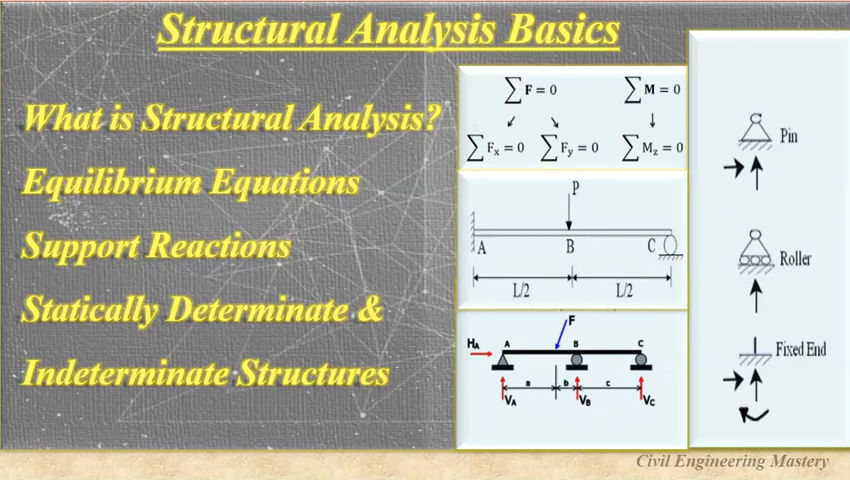 Structural Analysis Basics
What is Structural Analysis?
Equilibrium Equations
Support Reactions
Statically Determinate &
Indeterminate Structures
∑ F = 0 ∑ M = 0
∑ Fx = 0 ∑ Fy = 0 ∑ Mz = 0
P
A B C
L/2 L/2
F
HA A B C
a b c
VA VB VC
Pin
Roller
Fixed End
Civil Engineering Mastery